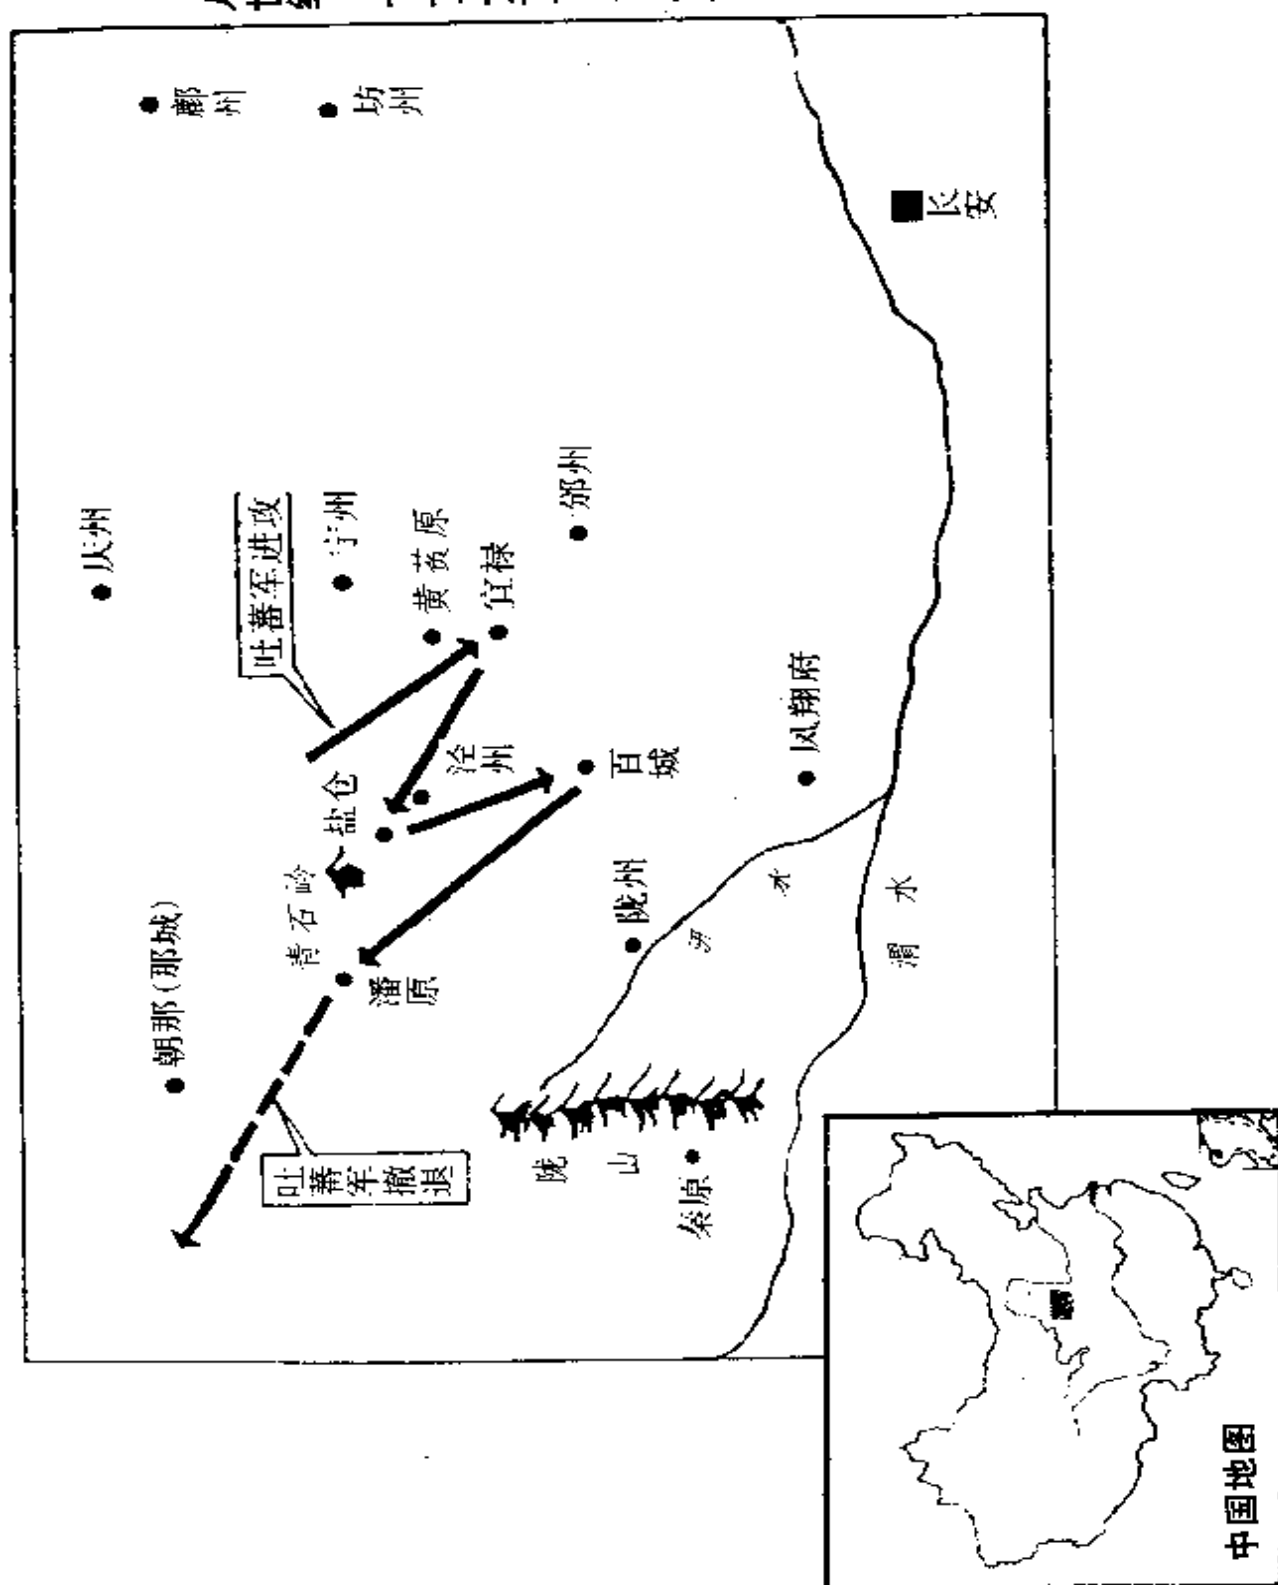 鄜州
坊州
长安
庆州
吐蕃军进攻
宁州
黄萯原
宜禄
邠州
泾州
盐仓
百城
凤翔府
青石岭
潘原
陇州
汧水
渭水
朝那(那城)
吐蕃军撤退
陇山
秦原
中国地图